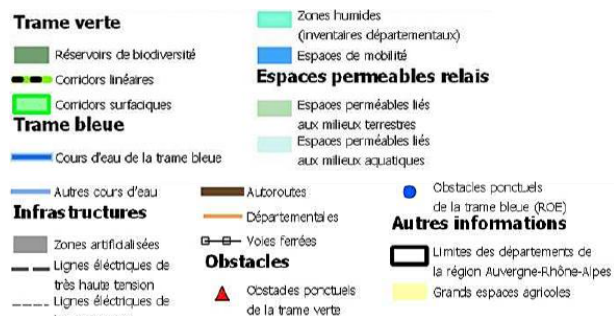 Trame verte
Réservoirs de biodiversité
Corridors linéaires
Corridors surfaciques
Trame bleue
Cours d'eau de la trame bleue
Zones humides
(inventaires départementaux)
Espaces de mobilité
Espaces permeables relais
Espaces perméables liés
aux milieux terrestres
Espaces perméables liés
aux milieux aquatiques
Autres cours d'eau
Infrastructures
Zones artificialisées
Lignes éléctriques de
très haute tension
Lignes éléctriques de
Autoroutes
Départementales
Voies ferrées
Obstacles
Obstacles ponctuels
de la trame verte
Obstacles ponctuels
de la trame bleue (ROE)
Autres informations
Limites des départements de
la région Auvergne-Rhône-Alpes
Grands espaces agricoles